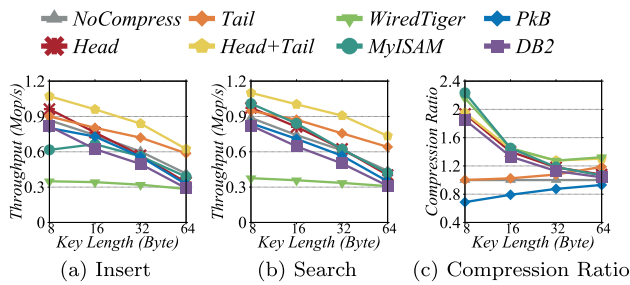 NoCompress Tail WiredTiger PkB
Head Head+Tail MyISAM DB2
Throughput (Mop/s)
1.2
0.9
0.6
0.3
0
8 16 32 64
Key Length (Byte)
(a) Insert
Throughput (Mop/s)
1.2
0.9
0.6
0.3
0
8 16 32 64
Key Length (Byte)
(b) Search
Compression Ratio
2.4
2.0
1.6
1.2
0.8
0.4
8 16 32 64
Key Length (Byte)
(c) Compression Ratio